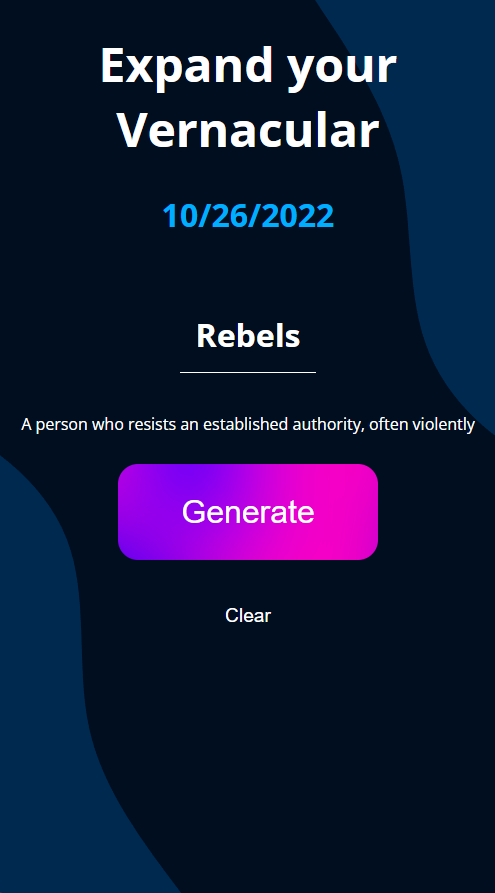 Expand your
Vernacular
10/26/2022
Rebels
A person who resists an established authority, often violently
Generate
Clear